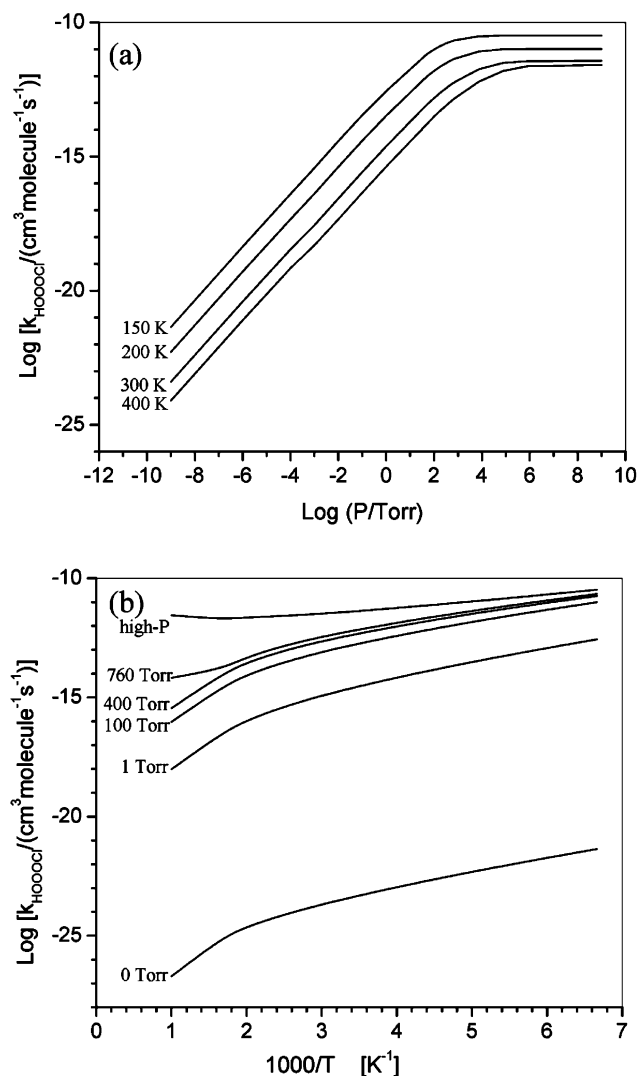 (a)
Log [k_HOOOCl/(cm³molecule⁻¹s⁻¹)]
-10
-15
-20
-25
150 K
200 K
300 K
400 K
-12 -10 -8 -6 -4 -2 0 2 4 6 8 10
Log (P/Torr)
(b)
Log [k_HOOOCl/(cm³molecule⁻¹s⁻¹)]
-10
-15
-20
-25
high-P
760 Torr
400 Torr
100 Torr
1 Torr
0 Torr
0 1 2 3 4 5 6 7
1000/T [K⁻¹]